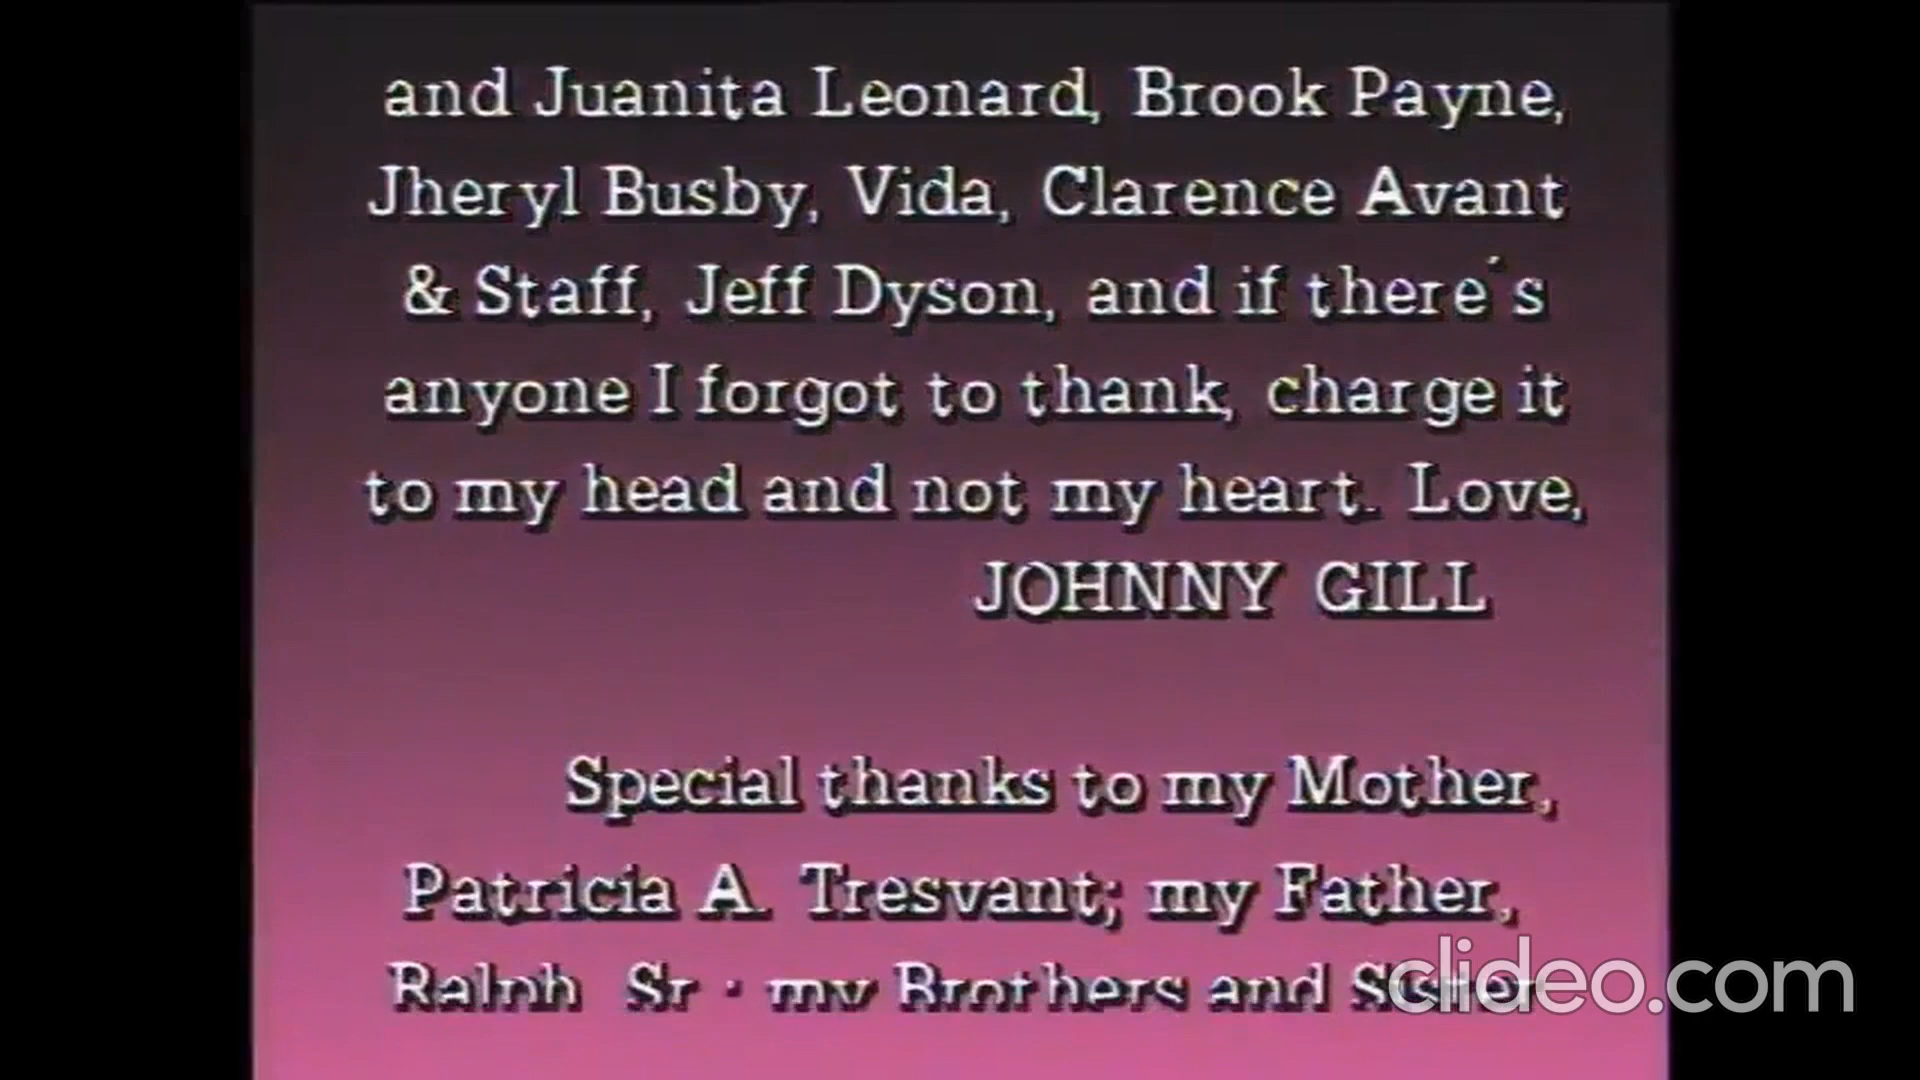 and Juanita Leonard, Brook Payne,
Jheryl Busby, Vida, Clarence Avant
& Staff, Jeff Dyson, and if there's
anyone I forgot to thank, charge it
to my head and not my heart. Love,
JOHNNY GILL
Special thanks to my Mother,
Patricia A. Tresvant; my Father,
Ralph Sr.; my Brothers and Sister
clideo.com